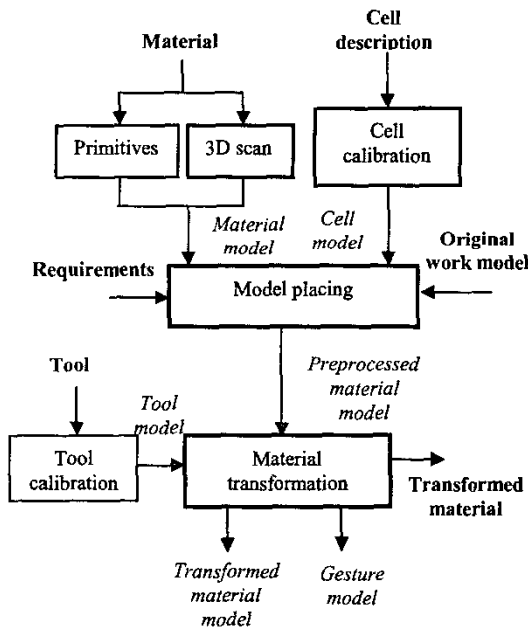 Material
Cell
description
Primitives
3D scan
Cell
calibration
Material
model
Cell
model
Original
work model
Requirements
Model placing
Tool
Tool
model
Preprocessed
material
model
Tool
calibration
Material
transformation
Transformed
material
Transformed
material
model
Gesture
model